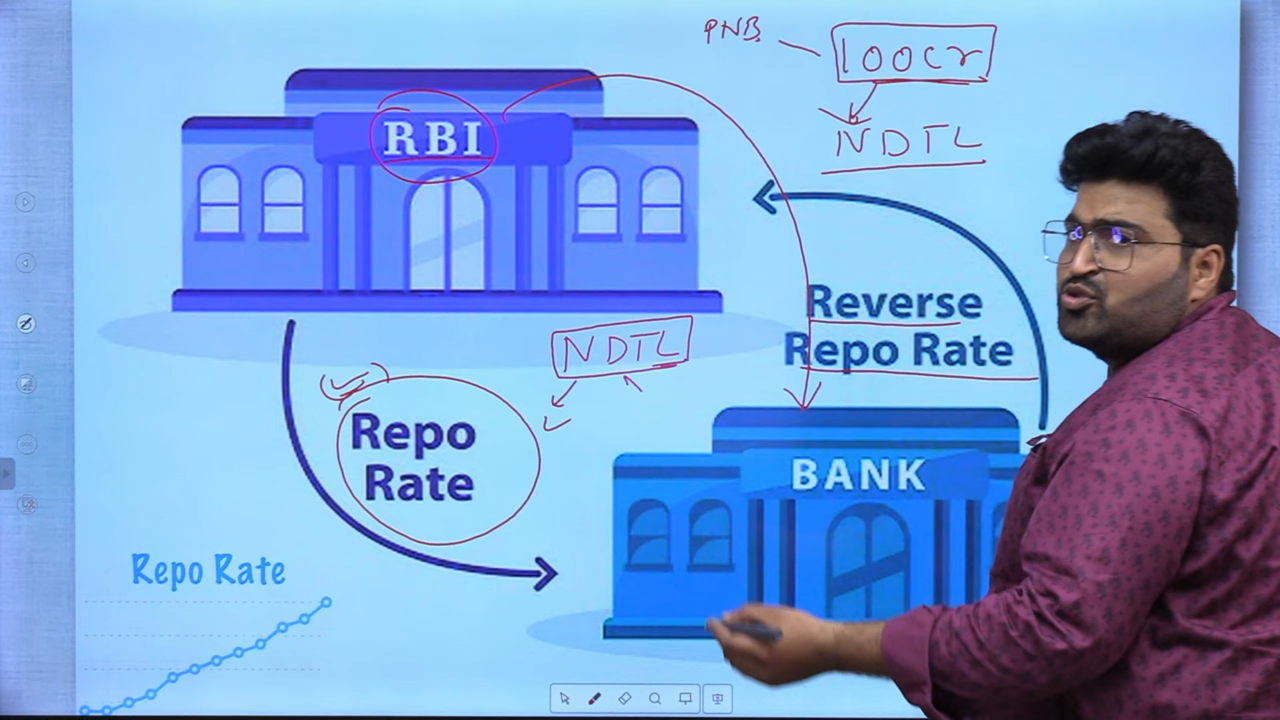 PNB
100Cr
NDTL
RBI
Reverse
Repo Rate
NDTL
Repo
Rate
BANK
Repo Rate